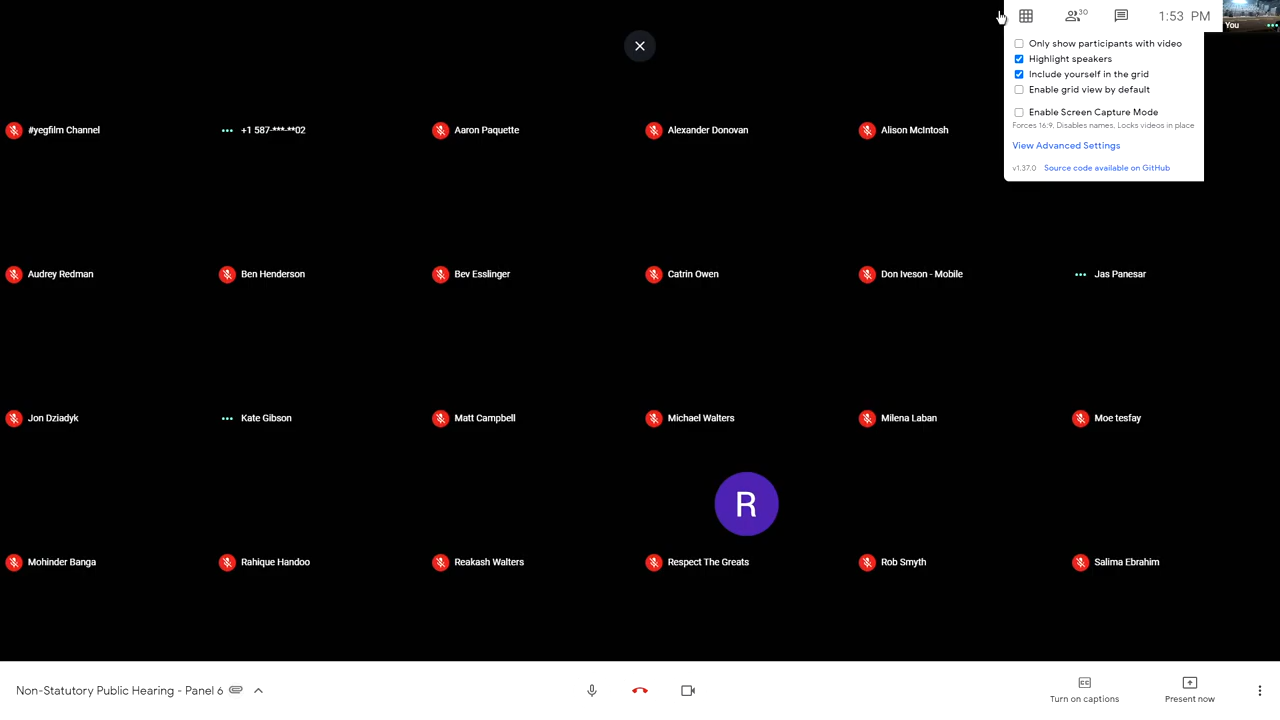 30
1:53 PM
You
Only show participants with video
Highlight speakers
Include yourself in the grid
Enable grid view by default
Enable Screen Capture Mode
Forces 16:9, Disables names, Locks videos in place
View Advanced Settings
v1.37.0 Source code available on GitHub
#yegfilm Channel
+1 587-***-**02
Aaron Paquette
Alexander Donovan
Alison McIntosh
Audrey Redman
Ben Henderson
Bev Esslinger
Catrin Owen
Don Iveson - Mobile
Jas Panesar
Jon Dziadyk
Kate Gibson
Matt Campbell
Michael Walters
Milena Laban
Moe tesfay
R
Mohinder Banga
Rahique Handoo
Reakash Walters
Respect The Greats
Rob Smyth
Salima Ebrahim
Non-Statutory Public Hearing - Panel 6
Turn on captions
Present now